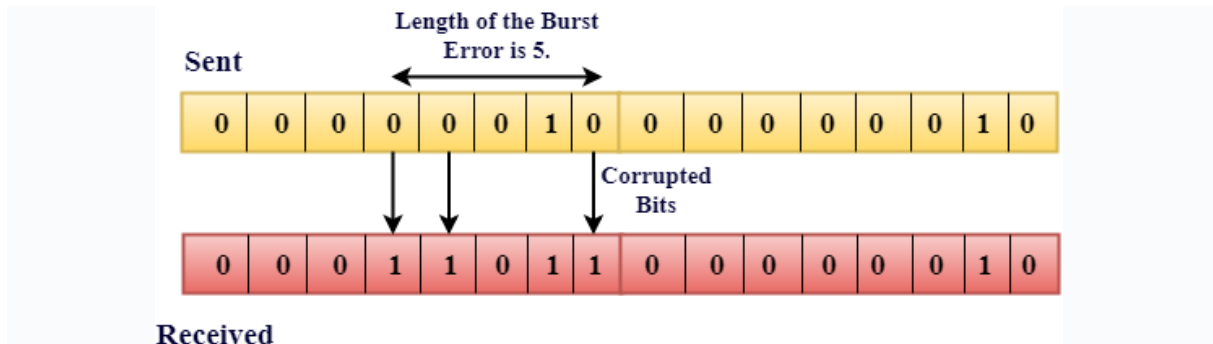 Length of the Burst
Error is 5.
Sent
0 0 0 0 0 0 1 0 0 0 0 0 0 0 1 0
Corrupted
Bits
0 0 0 1 1 0 1 1 0 0 0 0 0 0 1 0
Received